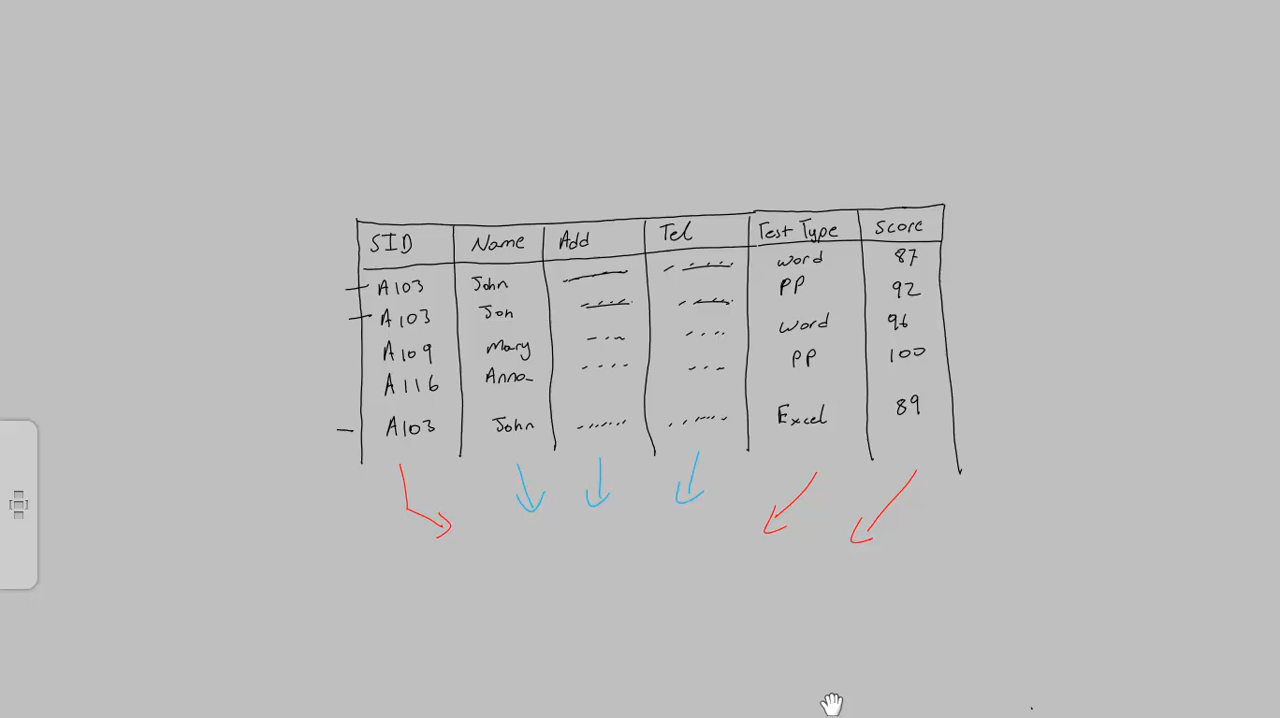 SID Name Add Tel Test Type Score
A103 John word 87
A103 Jon PP 92
A109 Mary word 96
A116 Anna PP 100
A103 John Excel 89